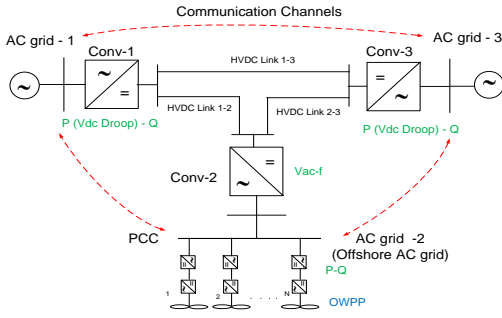 Communication Channels
AC grid - 1
Conv-1
Conv-3
AC grid - 3
~
=
~
HVDC Link 1-3
=
~
~
HVDC Link 1-2
HVDC Link 2-3
P (Vdc Droop) - Q
P (Vdc Droop) - Q
=
~
Conv-2
Vac-f
PCC
AC grid -2
(Offshore AC grid)
P-Q
1
2
. . . . .
N
OWPP